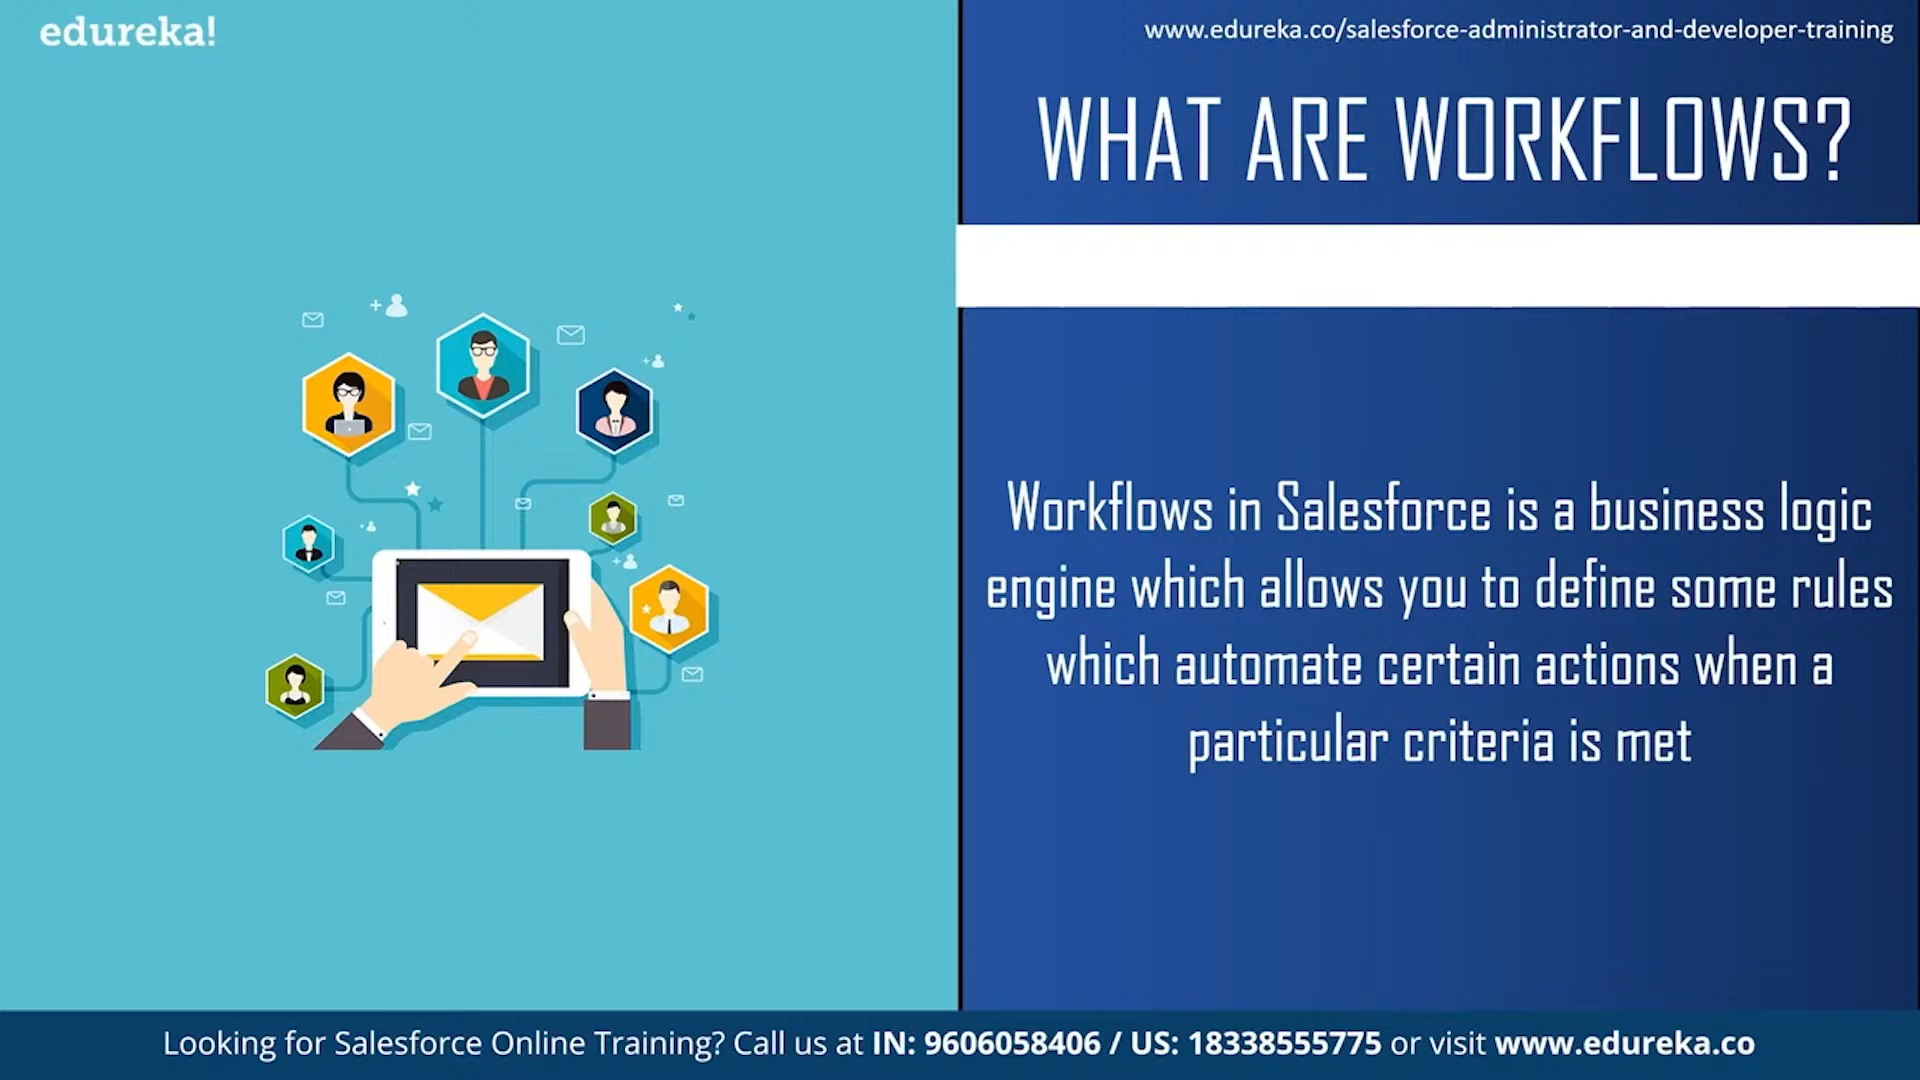 edureka!
www.edureka.co/salesforce-administrator-and-developer-training
WHAT ARE WORKFLOWS?
Workflows in Salesforce is a business logic
engine which allows you to define some rules
which automate certain actions when a
particular criteria is met
Looking for Salesforce Online Training? Call us at IN: 9606058406 / US: 18338555775 or visit www.edureka.co